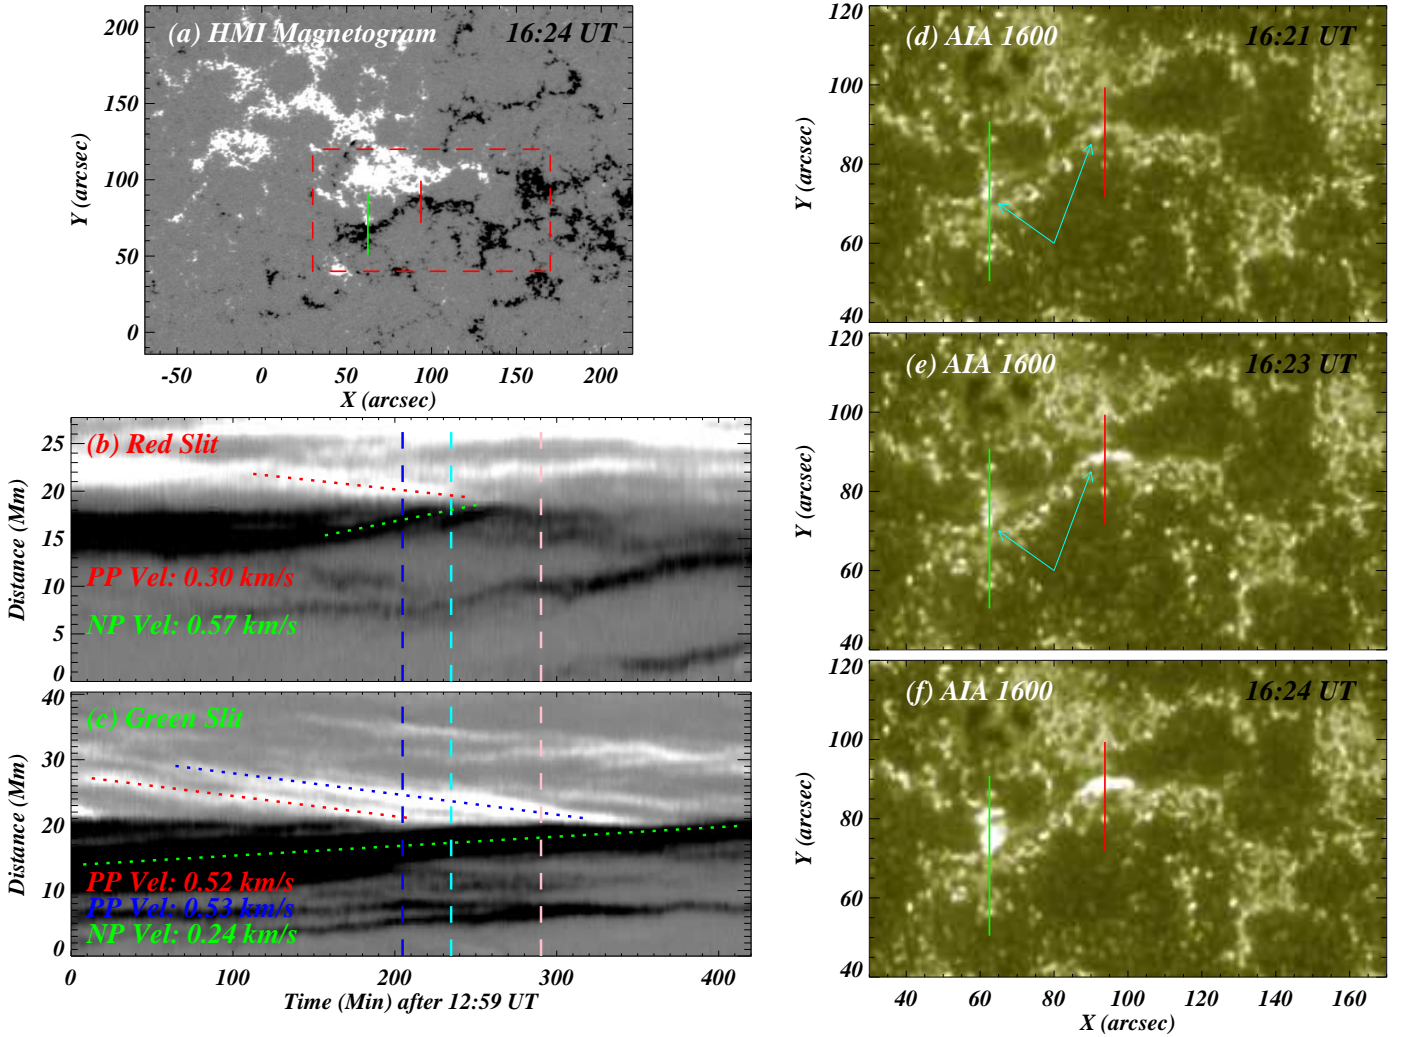 (a) HMI Magnetogram 16:24 UT
200
150
100
50
0
Y (arcsec)
-50 0 50 100 150 200
X (arcsec)
(b) Red Slit
25
20
15
10
5
0
Distance (Mm)
PP Vel: 0.30 km/s
NP Vel: 0.57 km/s
(c) Green Slit
40
30
20
10
0
Distance (Mm)
PP Vel: 0.52 km/s
PP Vel: 0.53 km/s
NP Vel: 0.24 km/s
0 100 200 300 400
Time (Min) after 12:59 UT
(d) AIA 1600 16:21 UT
120
100
80
60
40
Y (arcsec)
(e) AIA 1600 16:23 UT
120
100
80
60
40
Y (arcsec)
(f) AIA 1600 16:24 UT
120
100
80
60
40
Y (arcsec)
40 60 80 100 120 140 160
X (arcsec)